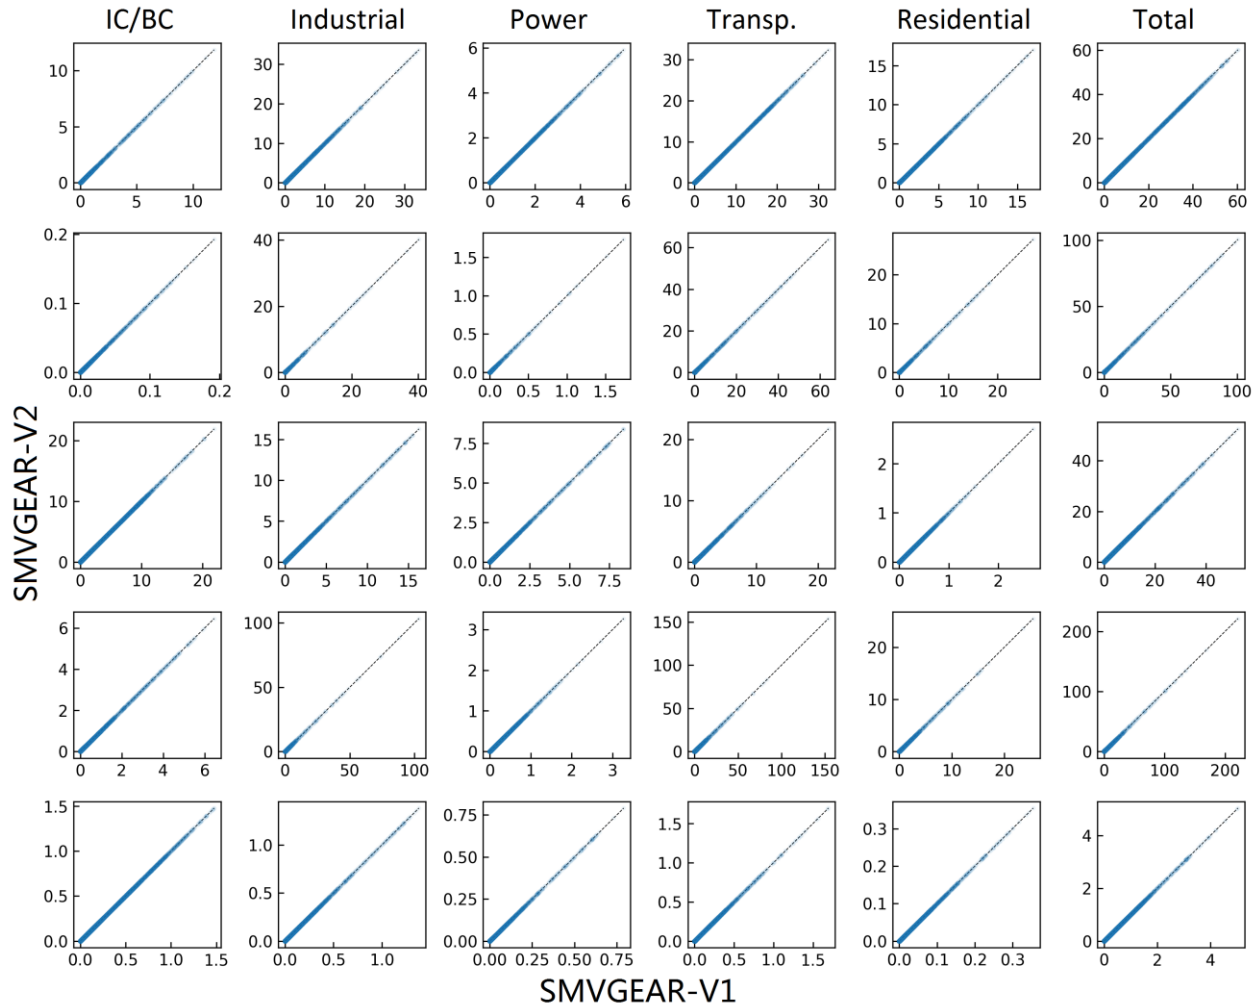 IC/BC Industrial Power Transp. Residential Total
10 30 6 30 15 60
5 20 4 20 10 40
10 2 10 5 20
0 0 0 0 0 0
0 5 10 0 10 20 30 0 2 4 6 0 10 20 30 0 5 10 15 0 20 40 60
0.2 40 1.5 60 20 100
0.1 20 1.0 40 10 50
0.5 20
0.0 0 0.0 0 0 0
0.0 0.1 0.2 0 20 40 0.0 0.5 1.0 1.5 0 20 40 60 0 10 20 0 50 100
SMVGEAR-V2
20 15 7.5 20 2 40
10 10 5.0 10 1 20
5 2.5
0 0 0.0 0 0 0
0 10 20 0 5 10 15 0.0 2.5 5.0 7.5 0 10 20 0 1 2 0 20 40
6 100 3 150 20 200
4 50 2 100 10 100
2 1 50
0 0 0 0 0 0
0 2 4 6 0 50 100 0 1 2 3 0 50 100 150 0 10 20 0 100 200
1.5 1.0 0.75 1.5 0.3 4
1.0 0.5 0.50 1.0 0.2 2
0.5 0.25 0.5 0.1
0.0 0.0 0.00 0.0 0.0 0
0.0 0.5 1.0 1.5 0.0 0.5 1.0 0.00 0.25 0.50 0.75 0.0 0.5 1.0 1.5 0.0 0.1 0.2 0.3 0 2 4
SMVGEAR-V1